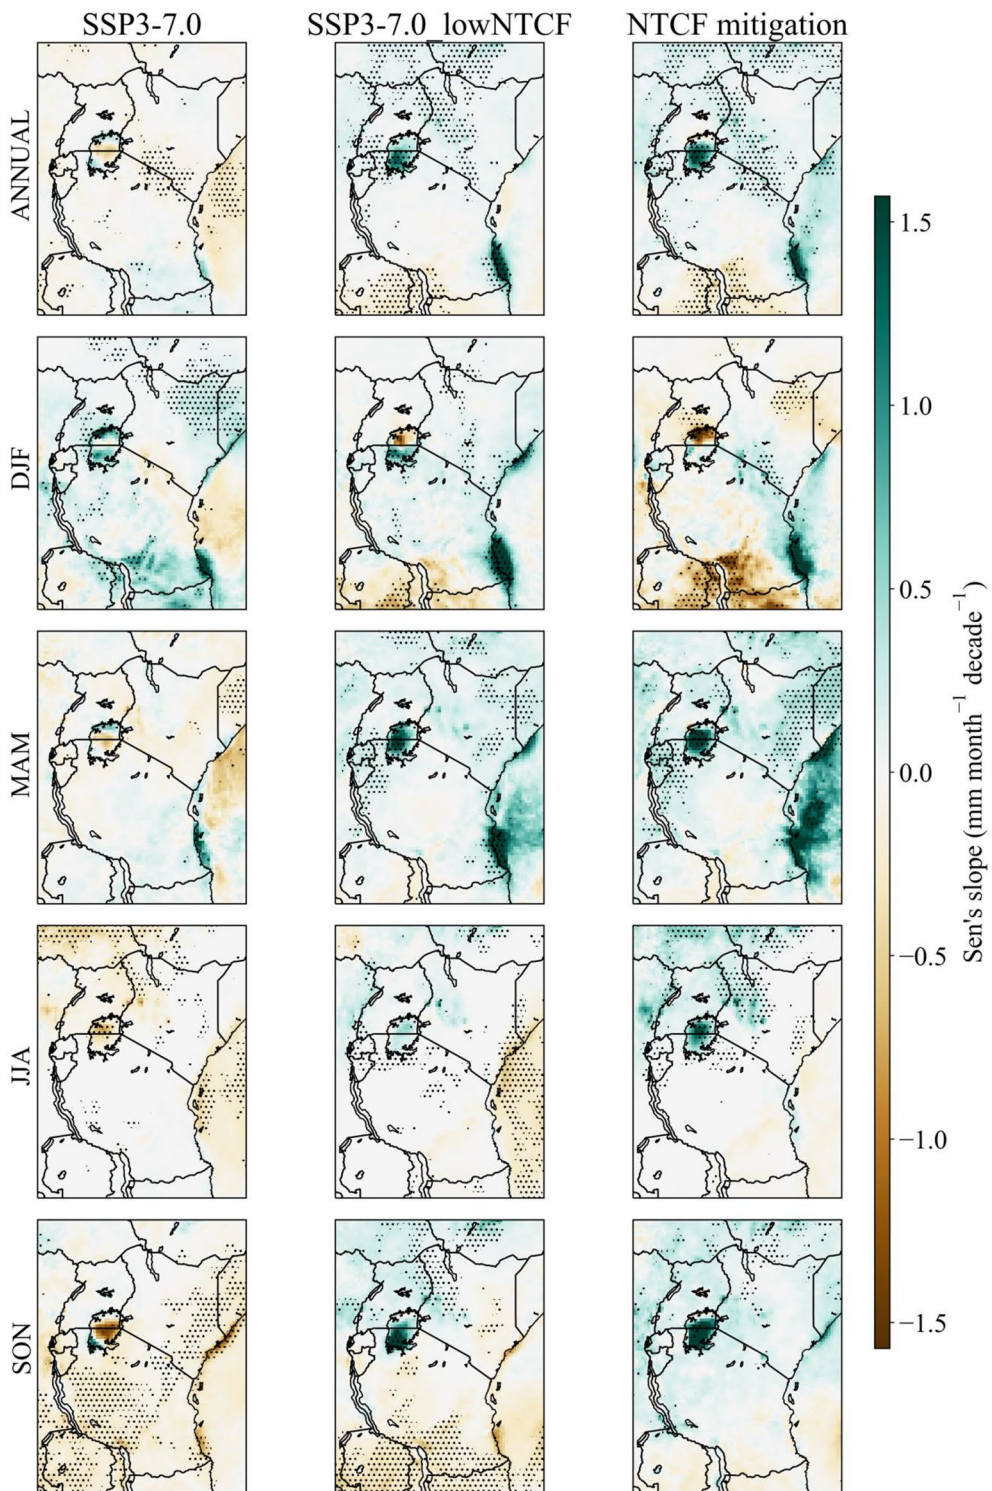 SSP3-7.0 SSP3-7.0_lowNTCF NTCF mitigation
ANNUAL
DJF
MAM
JJA
SON
1.5
1.0
0.5
0.0
−0.5
−1.0
−1.5
Sen's slope (mm month⁻¹ decade⁻¹)